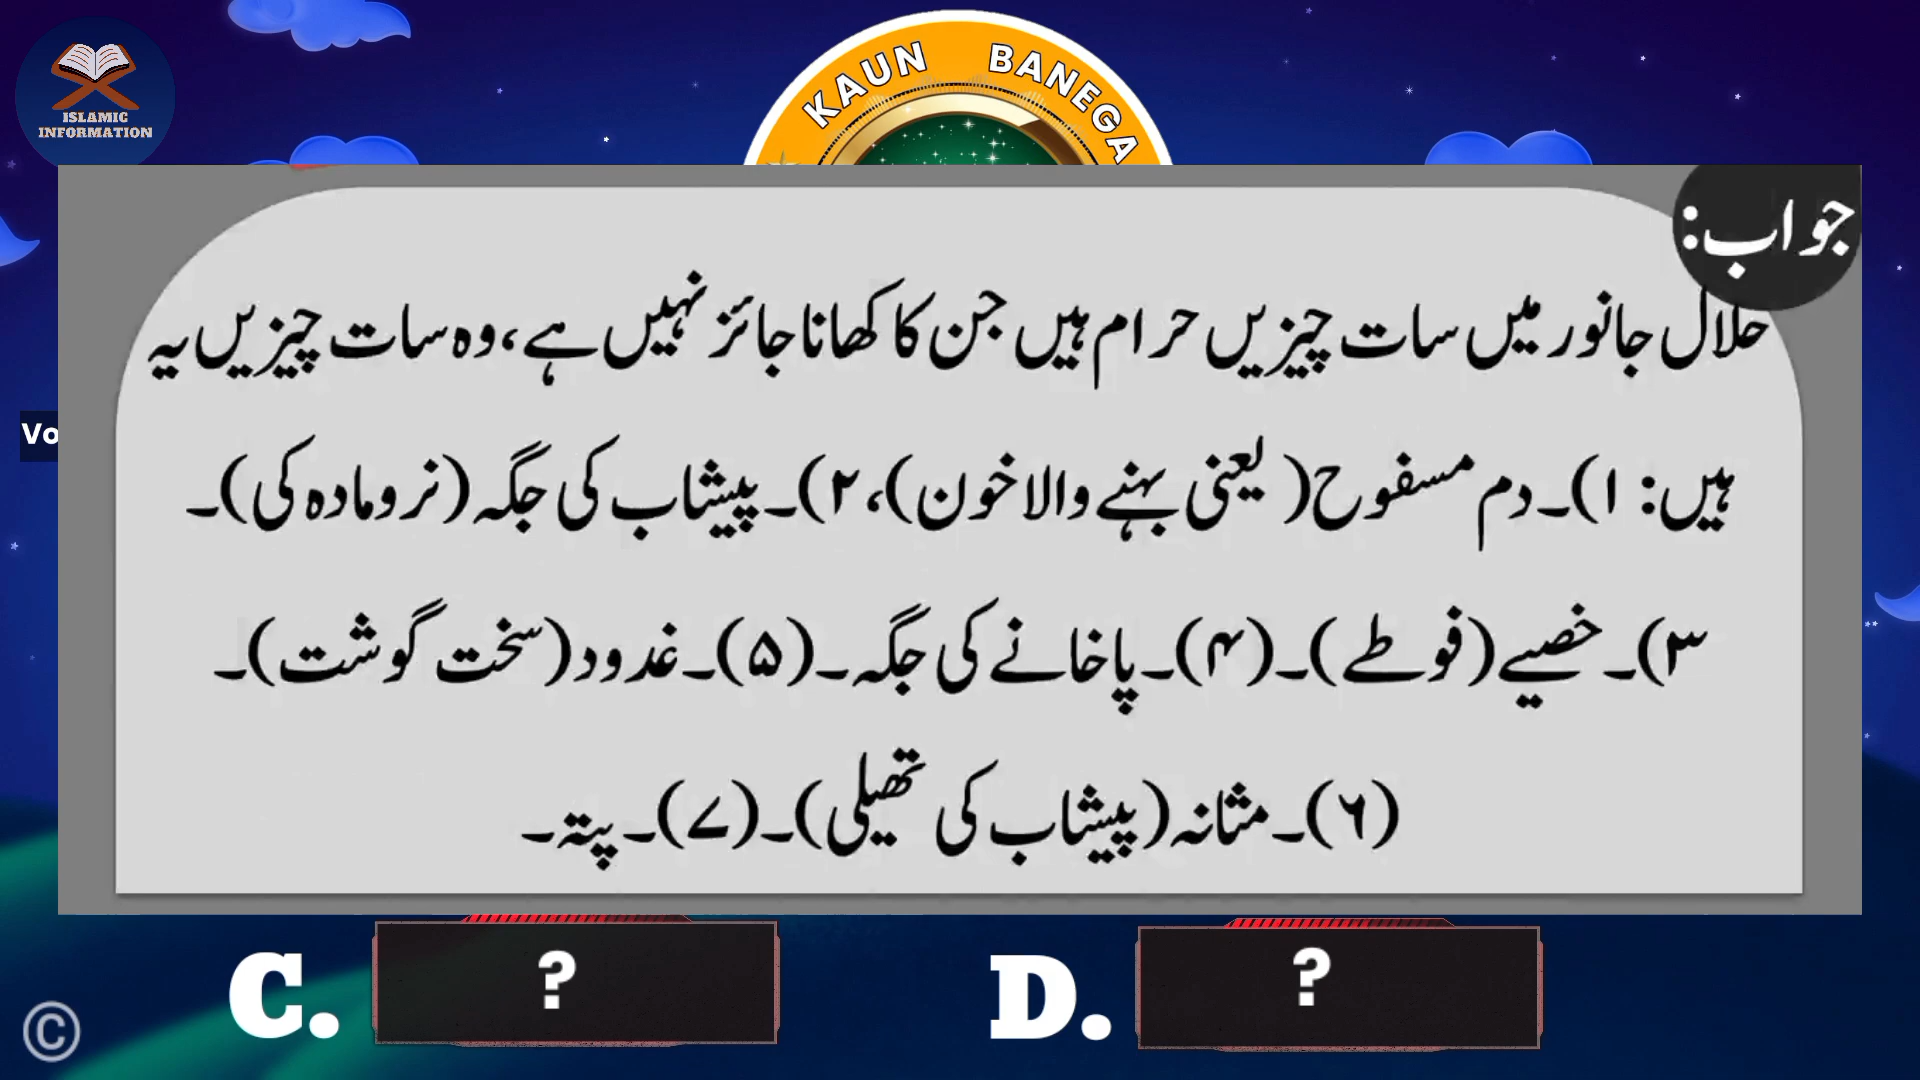 KAUN BANEGA
ISLAMIC
INFORMATION
جواب:
حلال جانور میں سات چیزیں حرام ہیں جن کا کھانا جائز نہیں ہے، وہ سات چیزیں یہ
ہیں: ۱)۔دم مسفوح(یعنی بہنے والا خون)،۲)۔پیشاب کی جگہ(نر و مادہ کی)۔
۳)۔خصیے(فوطے)۔(۴)۔پاخانے کی جگہ۔(۵)۔غدود(سخت گوشت)۔
(۶)۔مثانہ(پیشاب کی تھیلی)۔(۷)۔پتہ۔
Vo
C. ? D. ?
©